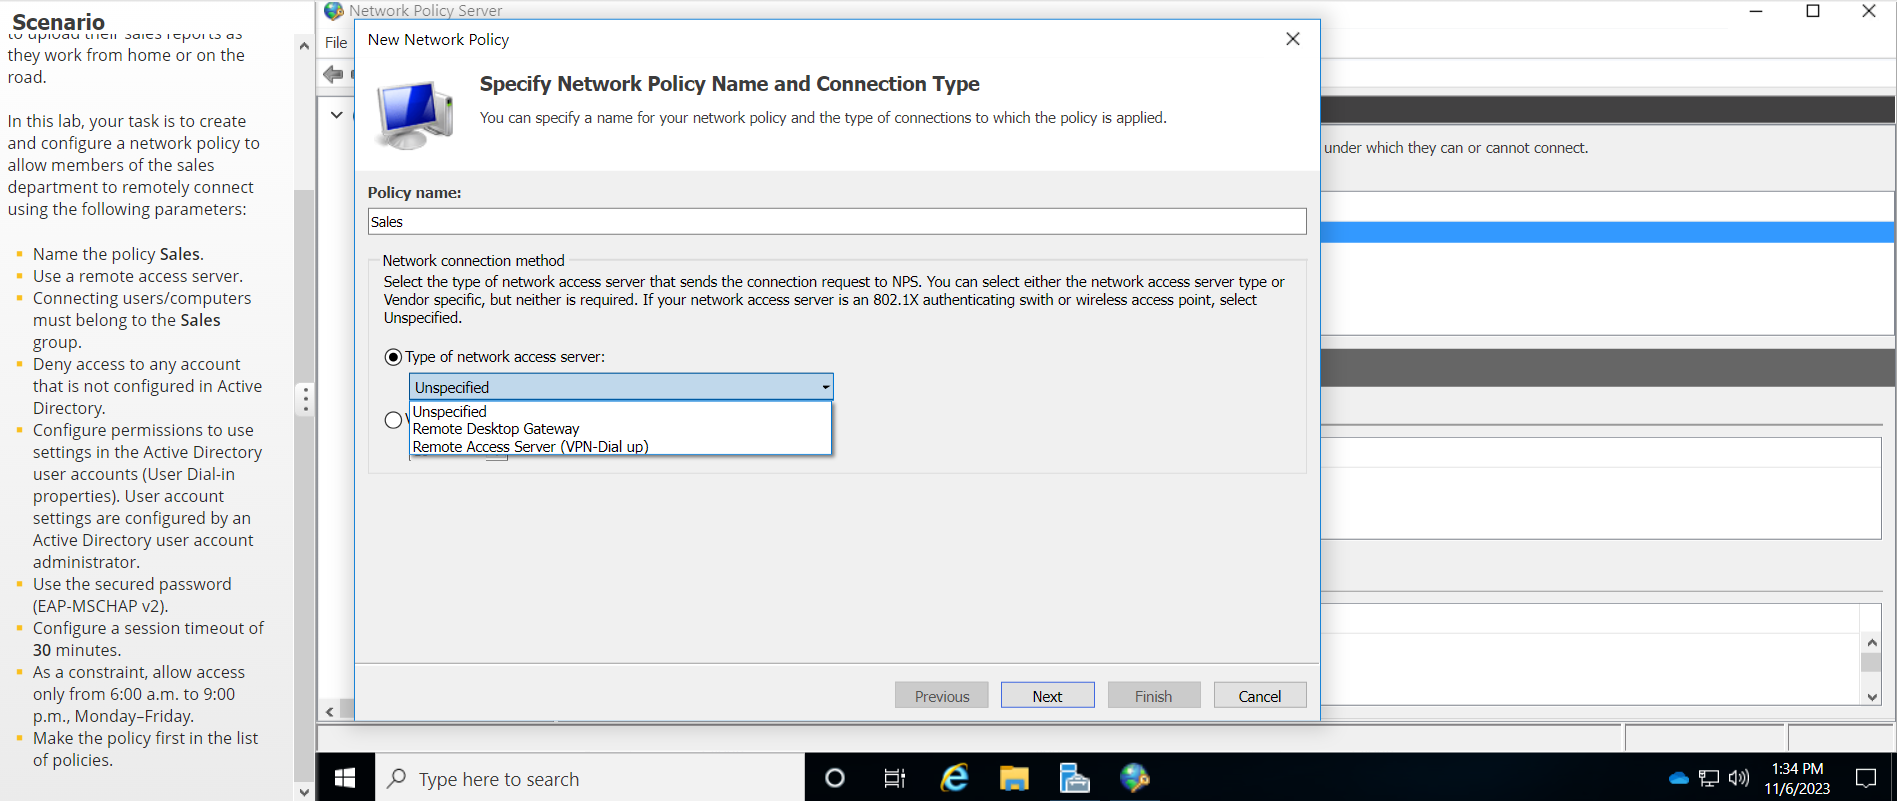 Scenario
to upload their sales reports as
they work from home or on the
road.
In this lab, your task is to create
and configure a network policy to
allow members of the sales
department to remotely connect
using the following parameters:
Name the policy Sales.
Use a remote access server.
Connecting users/computers
must belong to the Sales
group.
Deny access to any account
that is not configured in Active
Directory.
Configure permissions to use
settings in the Active Directory
user accounts (User Dial-in
properties). User account
settings are configured by an
Active Directory user account
administrator.
Use the secured password
(EAP-MSCHAP v2).
Configure a session timeout of
30 minutes.
As a constraint, allow access
only from 6:00 a.m. to 9:00
p.m., Monday–Friday.
Make the policy first in the list
of policies.
Network Policy Server
File
New Network Policy
Specify Network Policy Name and Connection Type
You can specify a name for your network policy and the type of connections to which the policy is applied.
under which they can or cannot connect.
Policy name:
Sales
Network connection method
Select the type of network access server that sends the connection request to NPS. You can select either the network access server type or
Vendor specific, but neither is required. If your network access server is an 802.1X authenticating swith or wireless access point, select
Unspecified.
Type of network access server:
Unspecified
Unspecified
Remote Desktop Gateway
Remote Access Server (VPN-Dial up)
Previous
Next
Finish
Cancel
Type here to search
1:34 PM
11/6/2023